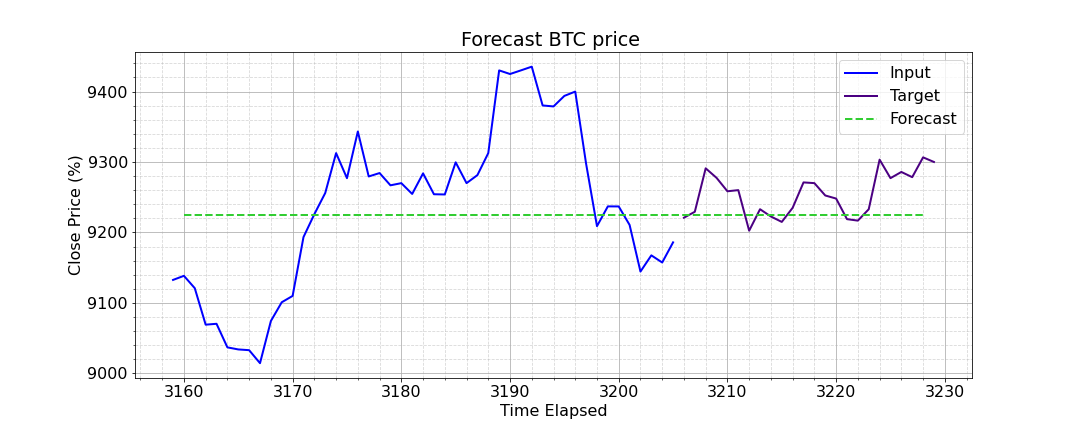 Forecast BTC price
Input
Target
Forecast
Close Price (%)
9400
9300
9200
9100
9000
3160 3170 3180 3190 3200 3210 3220 3230
Time Elapsed